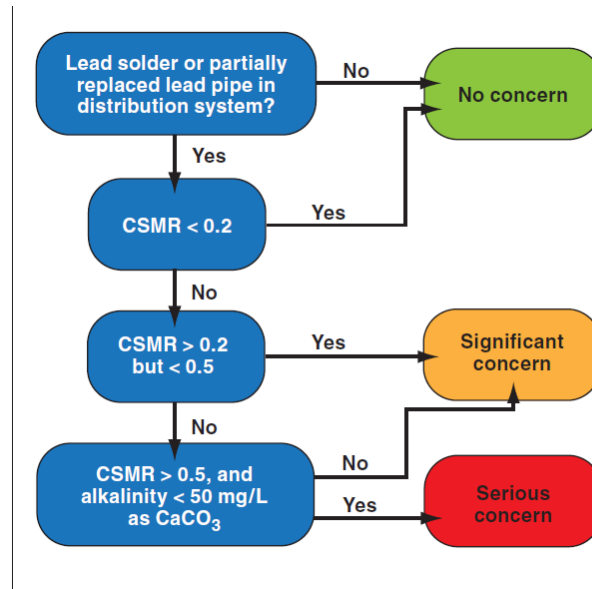 Lead solder or partially
replaced lead pipe in
distribution system?
No
No concern
Yes
CSMR < 0.2
Yes
No
CSMR > 0.2
but < 0.5
Yes
Significant
concern
No
CSMR > 0.5, and
alkalinity < 50 mg/L
as CaCO₃
No
Yes
Serious
concern